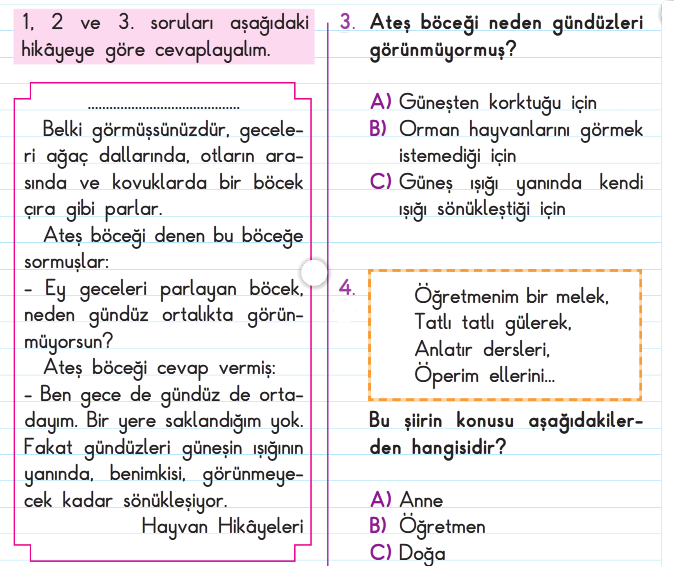 1, 2 ve 3. soruları aşağıdaki
hikâyeye göre cevaplayalım.
........................................
Belki görmüşsünüzdür, gecele-
ri ağaç dallarında, otların ara-
sında ve kovuklarda bir böcek
çıra gibi parlar.
Ateş böceği denen bu böceğe
sormuşlar:
- Ey geceleri parlayan böcek,
neden gündüz ortalıkta görün-
müyorsun?
Ateş böceği cevap vermiş:
- Ben gece de gündüz de orta-
dayım. Bir yere saklandığım yok.
Fakat gündüzleri güneşin ışığının
yanında, benimkisi, görünmeye-
cek kadar sönükleşiyor.
Hayvan Hikâyeleri
3. Ateş böceği neden gündüzleri
görünmüyormuş?
A) Güneşten korktuğu için
B) Orman hayvanlarını görmek
istemediği için
C) Güneş ışığı yanında kendi
ışığı sönükleştiği için
4.
Öğretmenim bir melek,
Tatlı tatlı gülerek,
Anlatır dersleri,
Öperim ellerini...
Bu şiirin konusu aşağıdakiler-
den hangisidir?
A) Anne
B) Öğretmen
C) Doğa